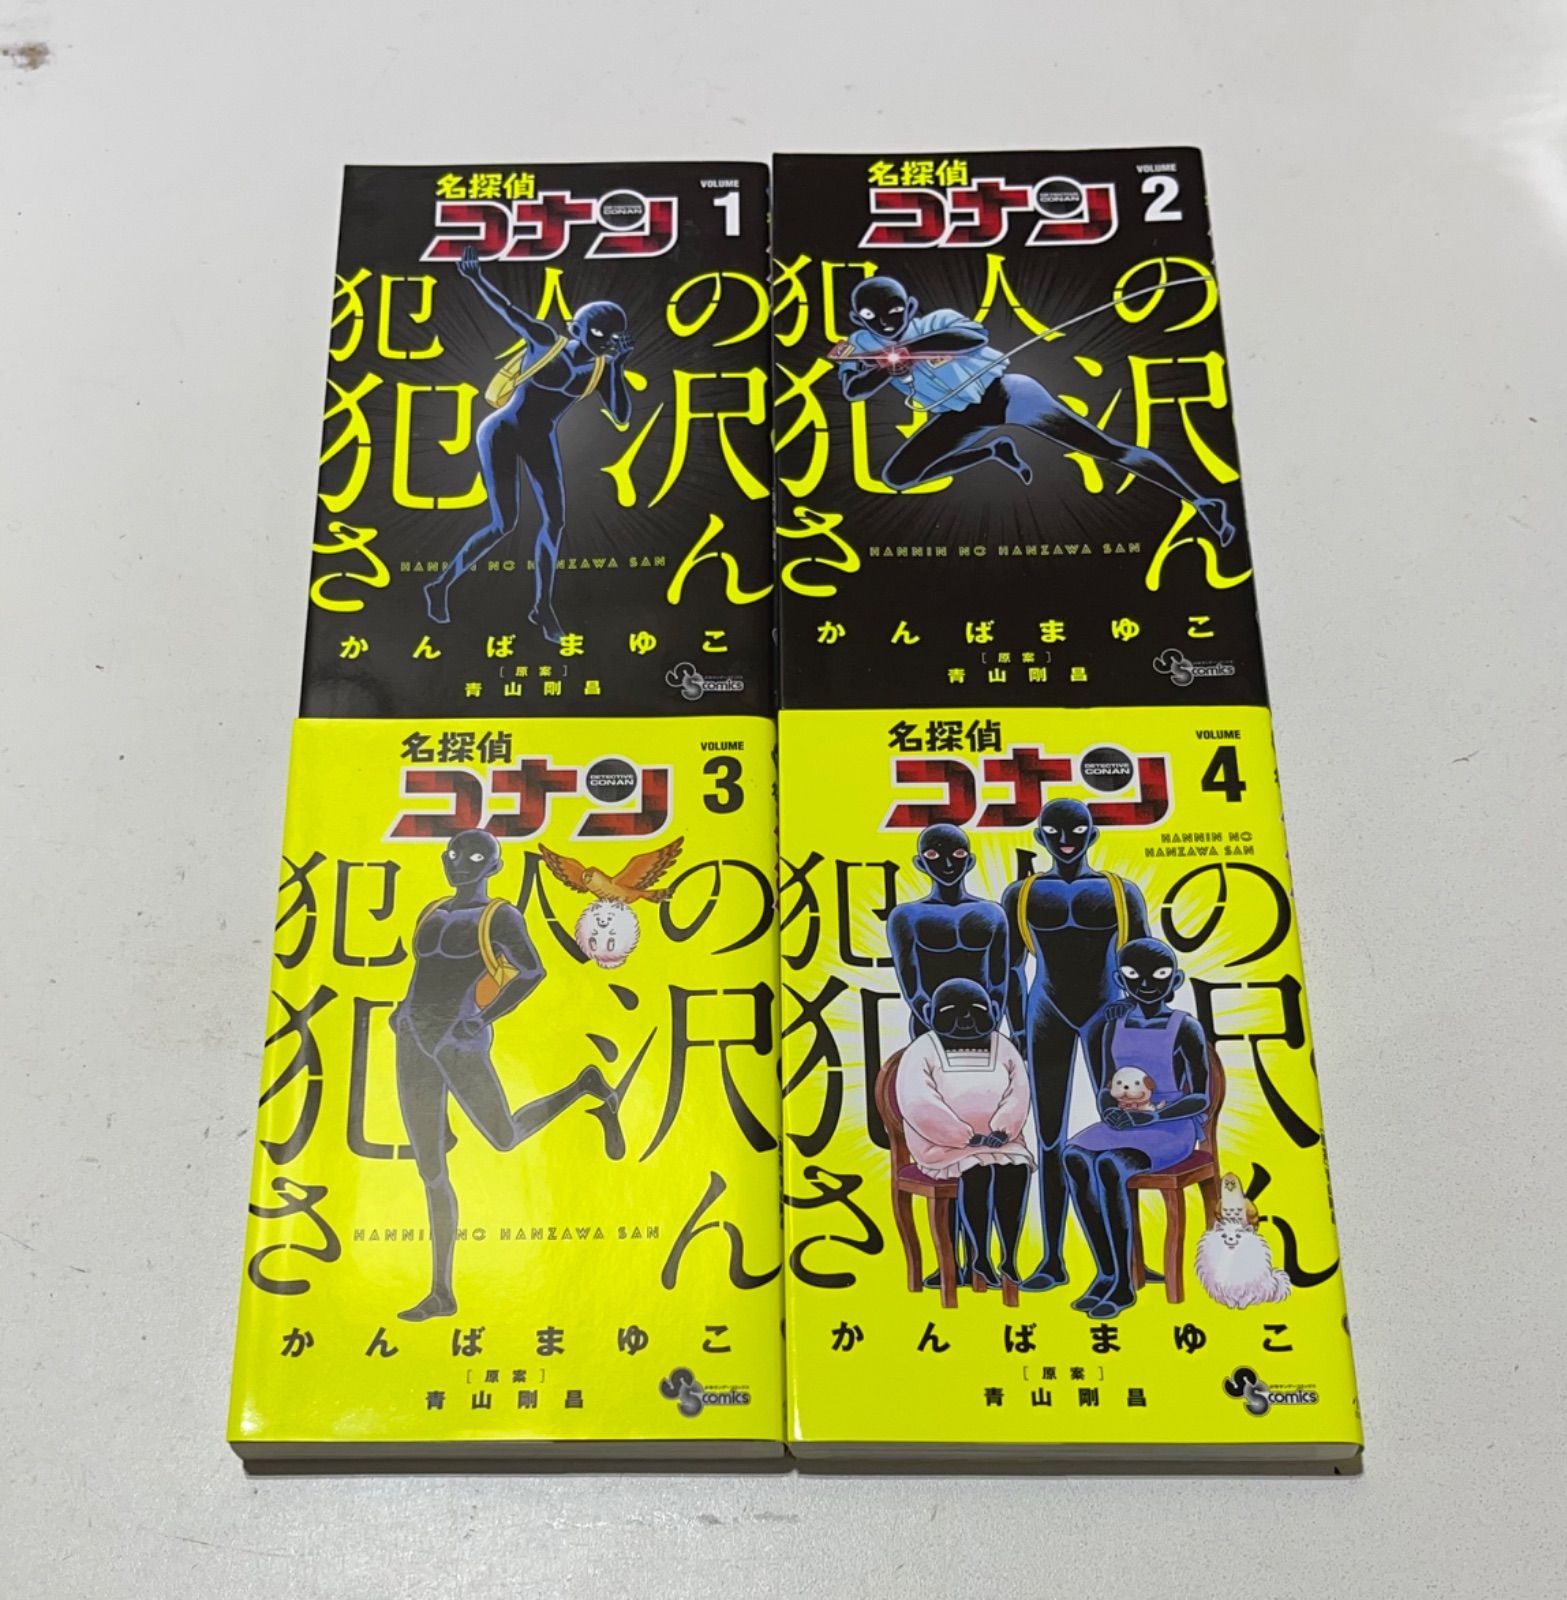 名探偵
コナン
DETECTIVE
CONAN
VOLUME
1
犯人の
犯沢
さん
HANNIN NO HANZAWA SAN
かんばまゆこ
[原案]
青山剛昌
SS comics
名探偵
コナン
DETECTIVE
CONAN
VOLUME
2
犯人の
犯沢
さん
HANNIN NO HANZAWA SAN
かんばまゆこ
[原案]
青山剛昌
SS comics
名探偵
コナン
DETECTIVE
CONAN
VOLUME
3
犯人の
犯沢
さん
HANNIN NO HANZAWA SAN
かんばまゆこ
[原案]
青山剛昌
SS comics
名探偵
コナン
DETECTIVE
CONAN
VOLUME
4
HANNIN NO
HANZAWA SAN
犯人の
犯沢
さん
かんばまゆこ
[原案]
青山剛昌
SS comics